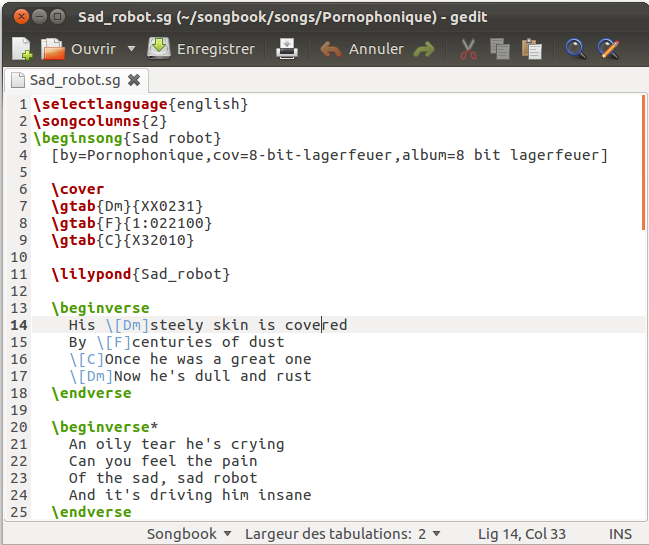 Sad_robot.sg (~/songbook/songs/Pornophonique) - gedit
Ouvrir Enregistrer Annuler
Sad_robot.sg
1 \selectlanguage{english}
2 \songcolumns{2}
3 \beginsong{Sad robot}
4 [by=Pornophonique,cov=8-bit-lagerfeuer,album=8 bit lagerfeuer]
5
6 \cover
7 \gtab{Dm}{XX0231}
8 \gtab{F}{1:022100}
9 \gtab{C}{X32010}
10
11 \lilypond{Sad_robot}
12
13 \beginverse
14 His \[Dm]steely skin is covered
15 By \[F]centuries of dust
16 \[C]Once he was a great one
17 \[Dm]Now he's dull and rust
18 \endverse
19
20 \beginverse*
21 An oily tear he's crying
22 Can you feel the pain
23 Of the sad, sad robot
24 And it's driving him insane
25 \endverse
Songbook Largeur des tabulations: 2 Lig 14, Col 33 INS